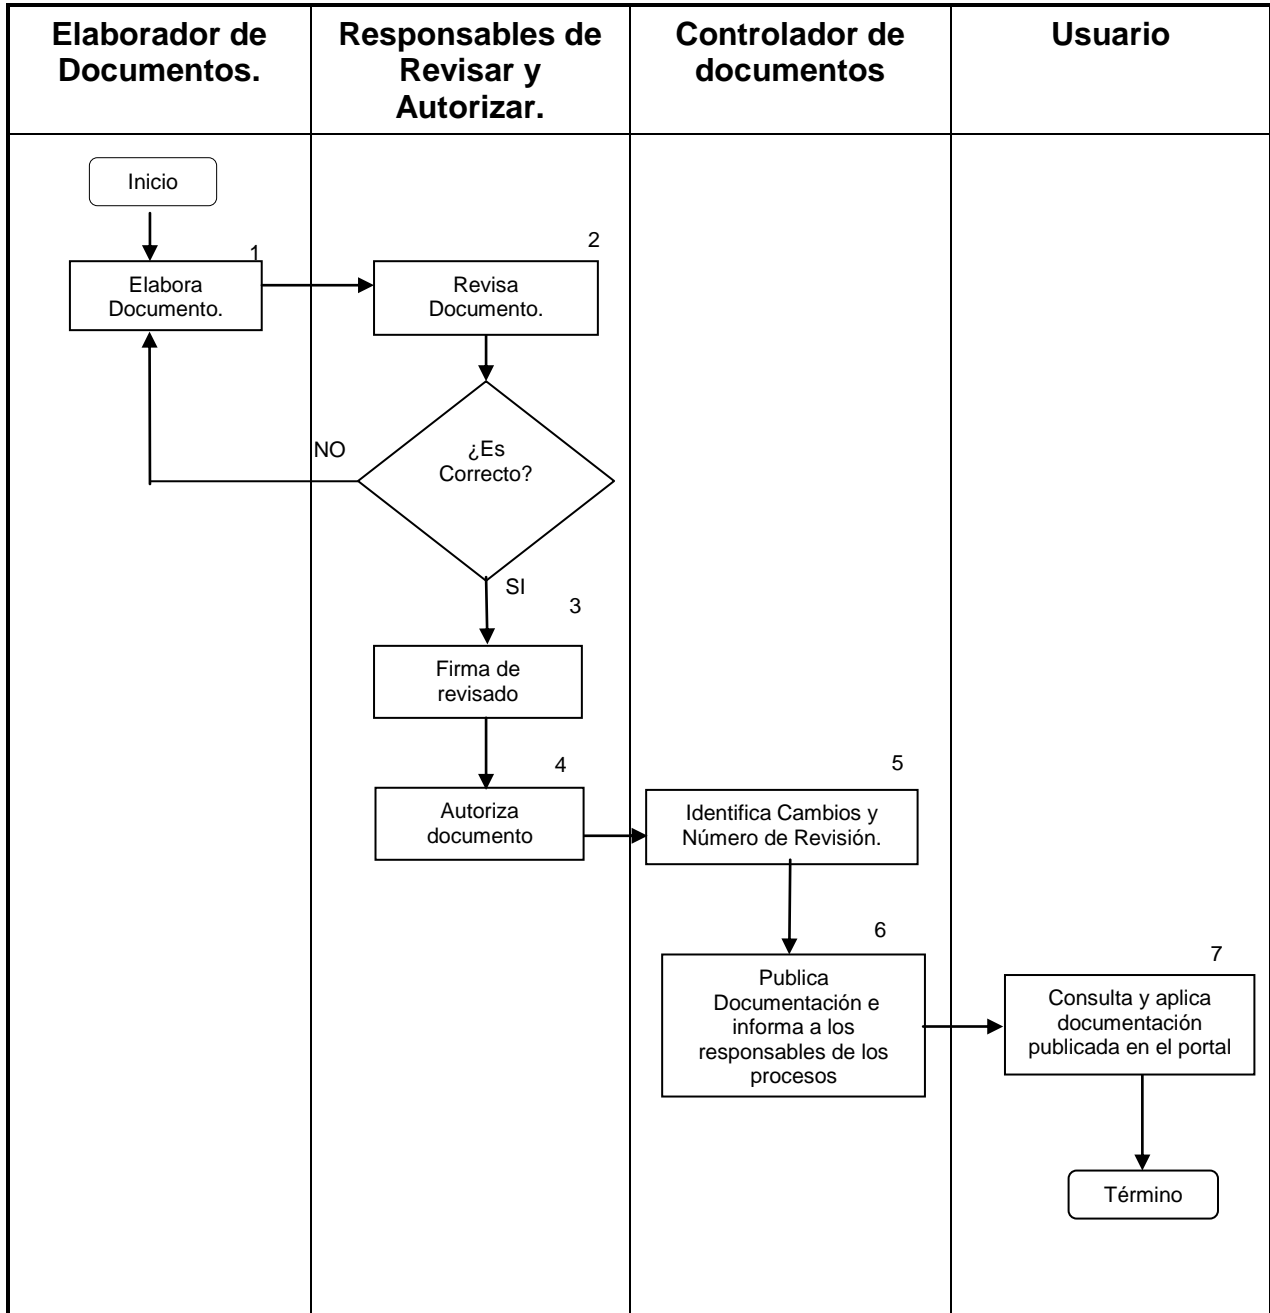 Elaborador de
Documentos.
Responsables de
Revisar y
Autorizar.
Controlador de
documentos
Usuario
Inicio
1
Elabora
Documento.
2
Revisa
Documento.
¿Es
Correcto?
NO
SI
3
Firma de
revisado
4
Autoriza
documento
5
Identifica Cambios y
Número de Revisión.
6
Publica
Documentación e
informa a los
responsables de los
procesos
7
Consulta y aplica
documentación
publicada en el portal
Término